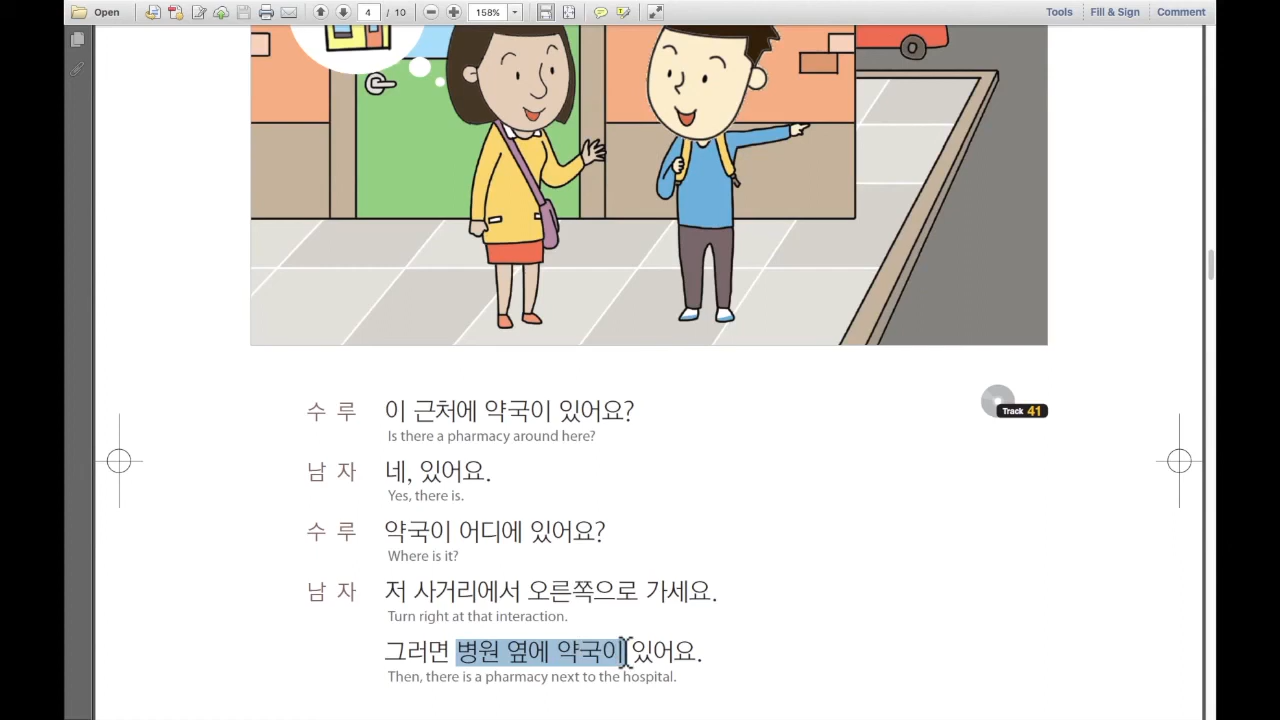 Open
4 / 10
158%
Tools
Fill & Sign
Comment
수 루 이 근처에 약국이 있어요?
Is there a pharmacy around here?
Track 41
남 자 네, 있어요.
Yes, there is.
수 루 약국이 어디에 있어요?
Where is it?
남 자 저 사거리에서 오른쪽으로 가세요.
Turn right at that interaction.
그러면 병원 옆에 약국이 있어요.
Then, there is a pharmacy next to the hospital.